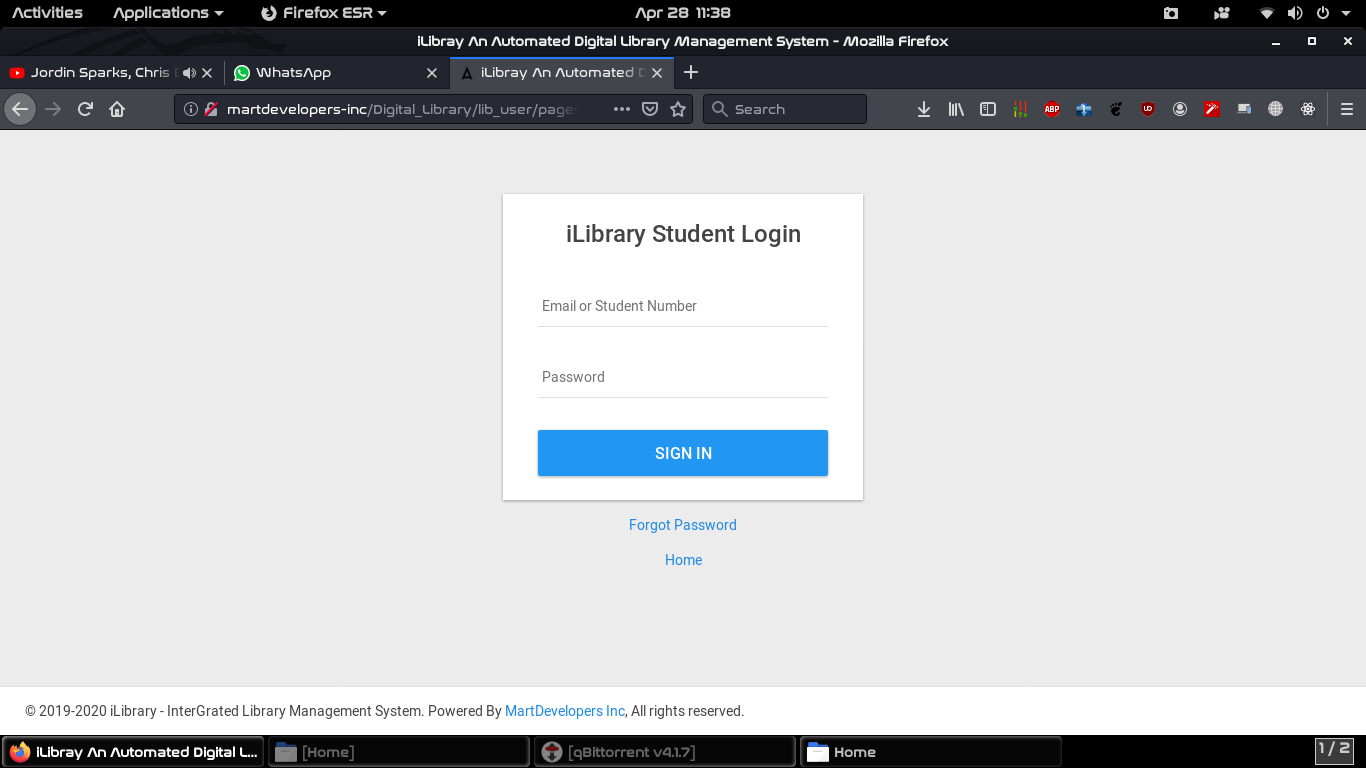 Activities Applications Firefox ESR Apr 28 11:38
iLibray An Automated Digital Library Management System - Mozilla Firefox
Jordin Sparks, Chris WhatsApp iLibray An Automated D
martdevelopers-inc/Digital_Library/lib_user/page Search ABP
iLibrary Student Login
Email or Student Number
Password
SIGN IN
Forgot Password
Home
© 2019-2020 iLibrary - InterGrated Library Management System. Powered By MartDevelopers Inc, All rights reserved.
iLibray An Automated Digital L... [Home] [qBittorrent v4.1.7] Home 1 / 2